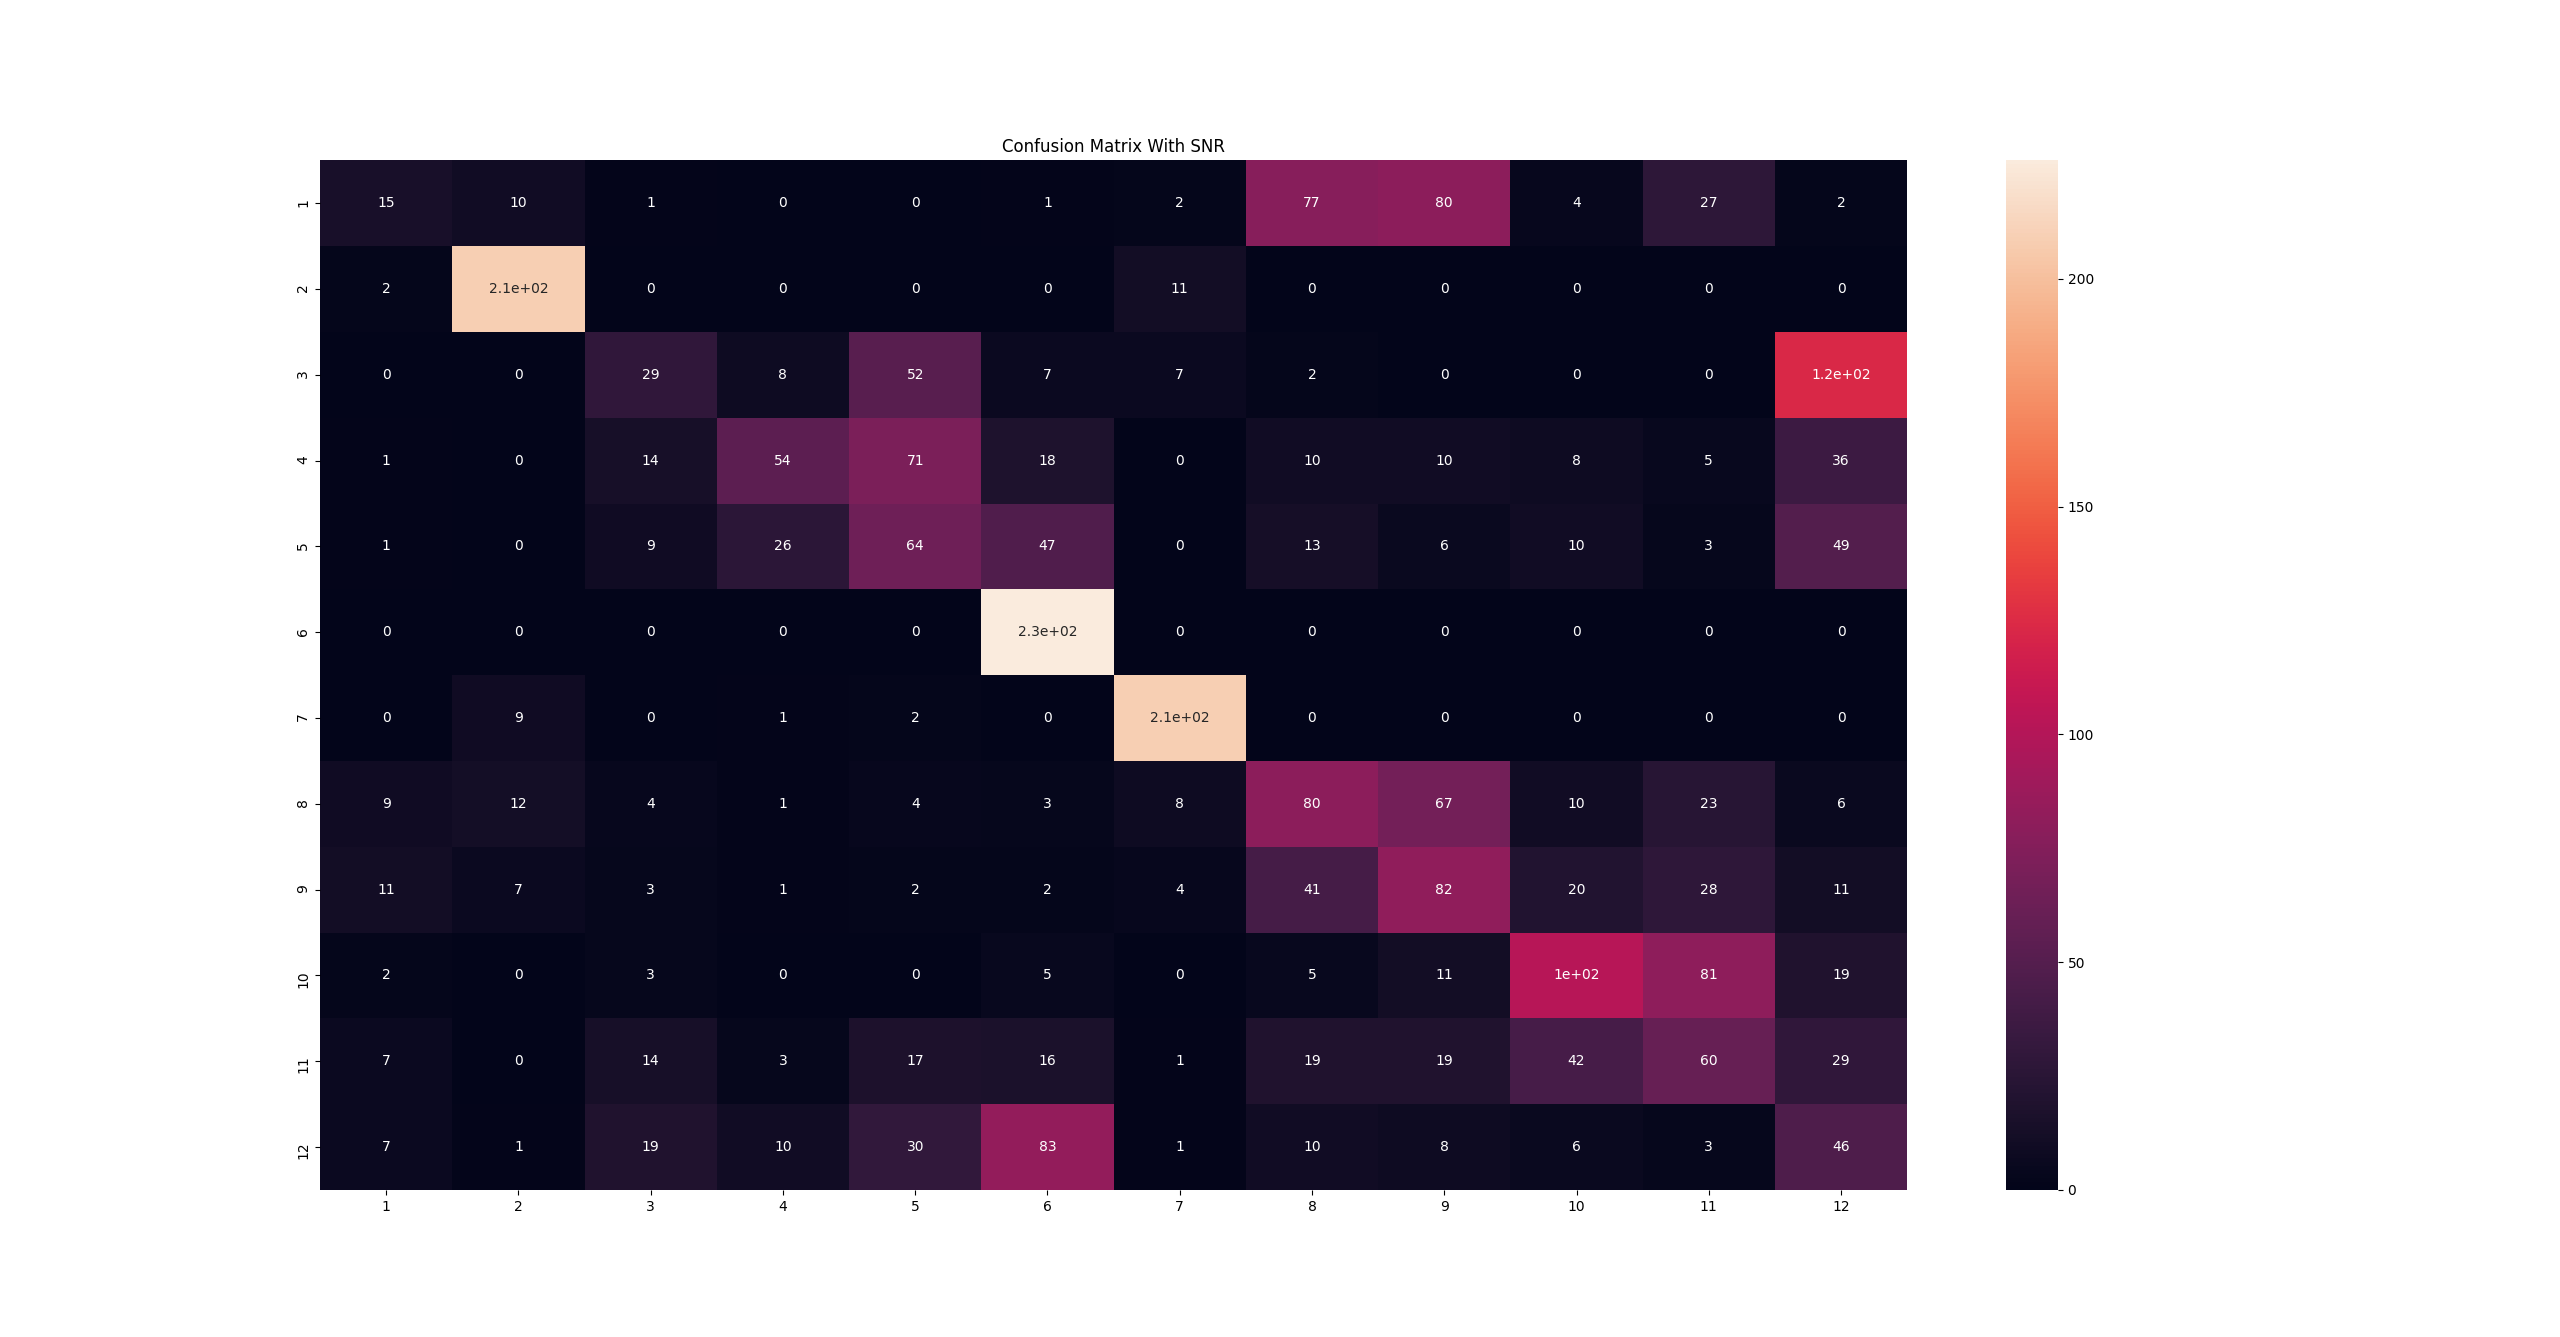 Confusion Matrix With SNR
1 15 10 1 0 0 1 2 77 80 4 27 2
2 2 2.1e+02 0 0 0 0 11 0 0 0 0 0
200
3 0 0 29 8 52 7 7 2 0 0 0 1.2e+02
4 1 0 14 54 71 18 0 10 10 8 5 36
150
5 1 0 9 26 64 47 0 13 6 10 3 49
6 0 0 0 0 0 2.3e+02 0 0 0 0 0 0
7 0 9 0 1 2 0 2.1e+02 0 0 0 0 0
100
8 9 12 4 1 4 3 8 80 67 10 23 6
9 11 7 3 1 2 2 4 41 82 20 28 11
50
10 2 0 3 0 0 5 0 5 11 1e+02 81 19
11 7 0 14 3 17 16 1 19 19 42 60 29
12 7 1 19 10 30 83 1 10 8 6 3 46
0
1 2 3 4 5 6 7 8 9 10 11 12